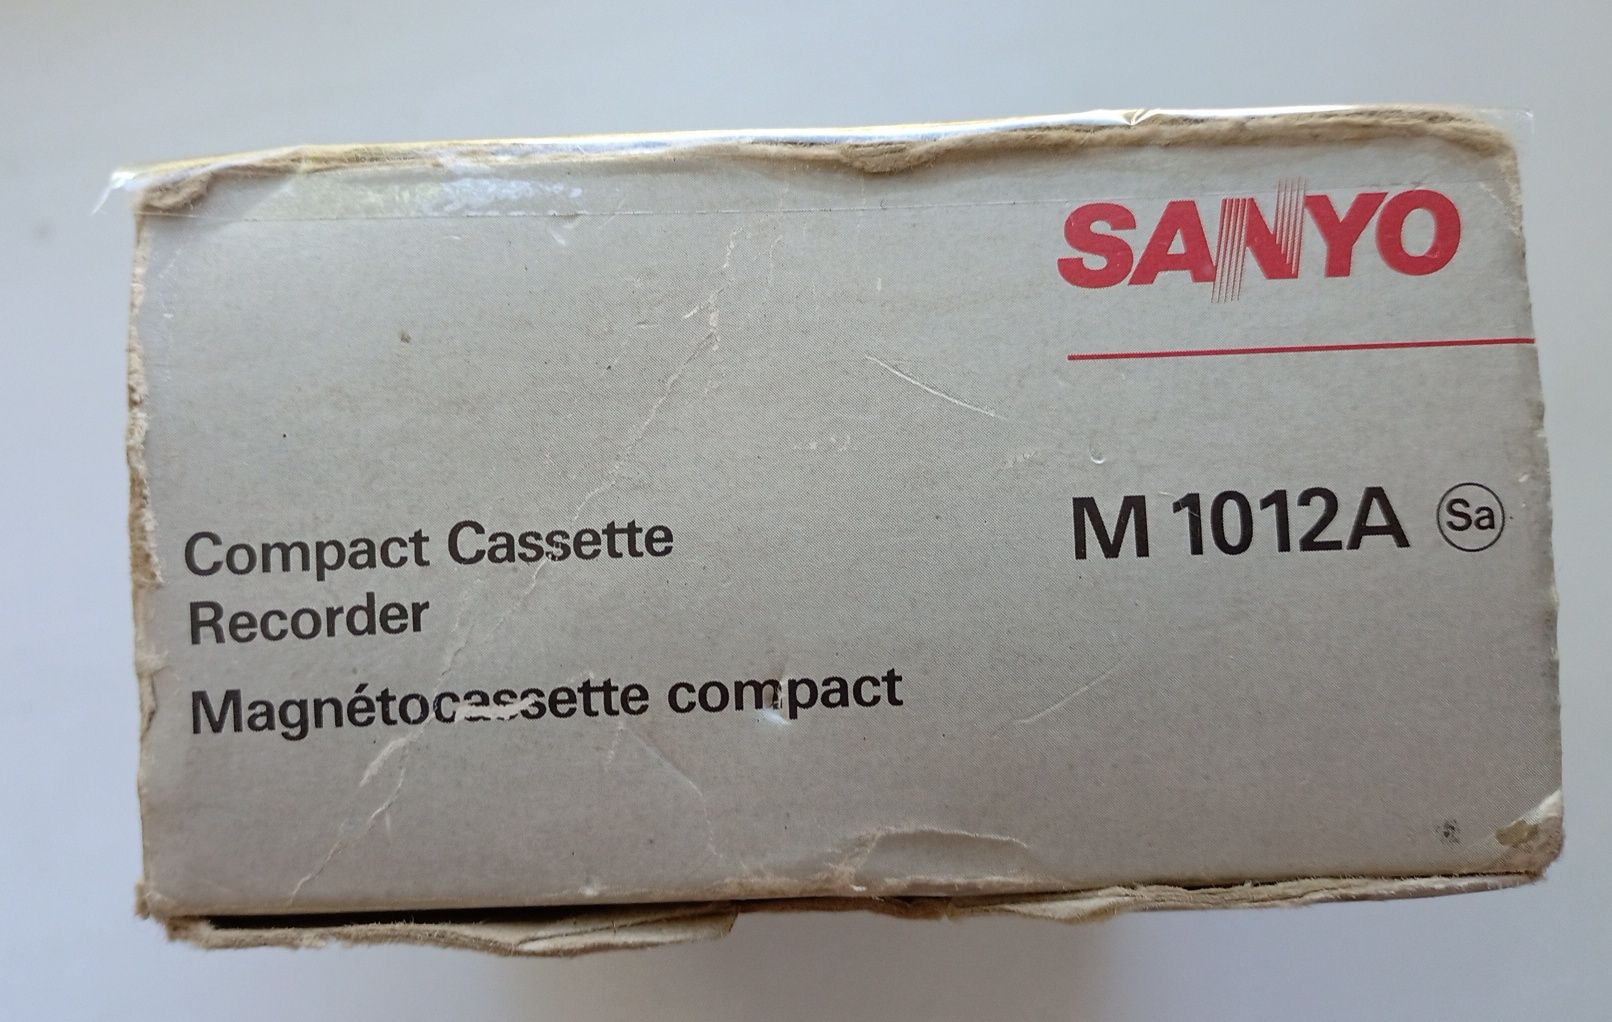 SANYO
M 1012A Sa
Compact Cassette
Recorder
Magnétocassette compact